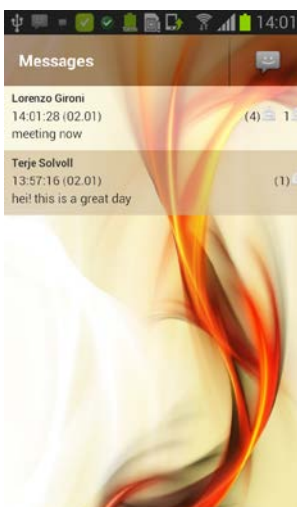 14:01
Messages
Lorenzo Gironi
14:01:28 (02.01)
(4) 1
meeting now
Terje Solvoll
13:57:16 (02.01)
(1)
hei! this is a great day